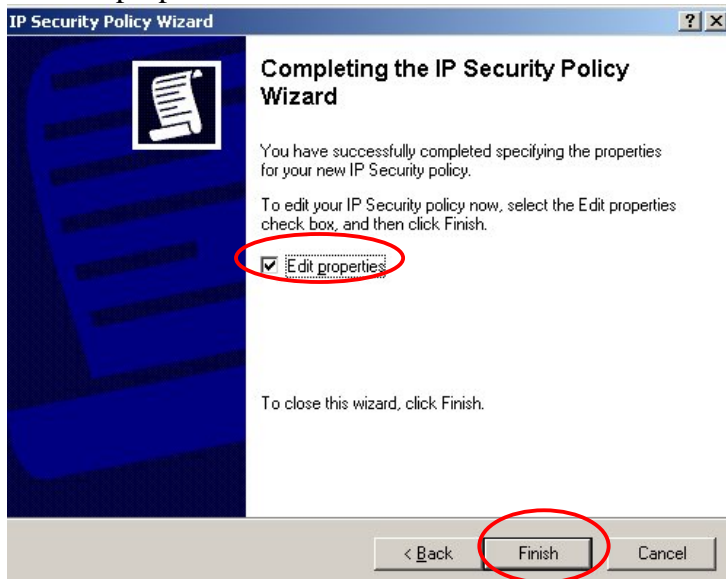 IP Security Policy Wizard
Completing the IP Security Policy
Wizard
You have successfully completed specifying the properties
for your new IP Security policy.
To edit your IP Security policy now, select the Edit properties
check box, and then click Finish.
Edit properties
To close this wizard, click Finish.
< Back Finish Cancel